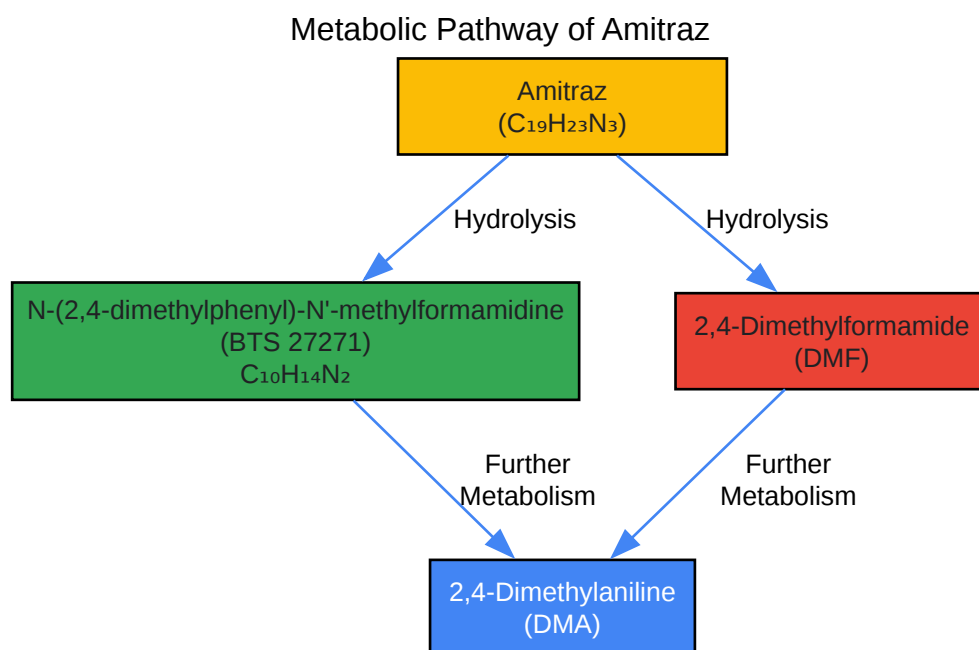 Metabolic Pathway of Amitraz
Amitraz
(C₁₉H₂₃N₃)
Hydrolysis
Hydrolysis
N-(2,4-dimethylphenyl)-N'-methylformamidine
(BTS 27271)
C₁₀H₁₄N₂
2,4-Dimethylformamide
(DMF)
Further
Metabolism
Further
Metabolism
2,4-Dimethylaniline
(DMA)